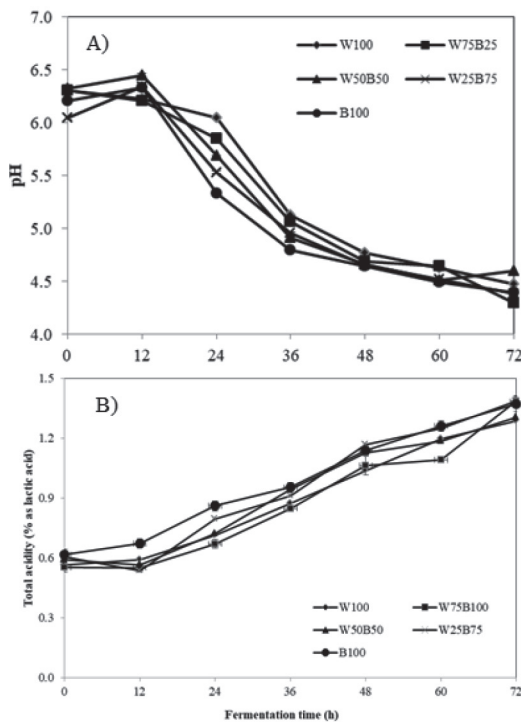 A)
W100 W75B25
W50B50 W25B75
B100
pH
6.5
6.0
5.5
5.0
4.5
4.0
0 12 24 36 48 60 72
B)
Total acidity (% as lactic acid)
1.5
1.2
0.9
0.6
0.3
0.0
W100 W75B100
W50B50 W25B75
B100
0 12 24 36 48 60 72
Fermentation time (h)